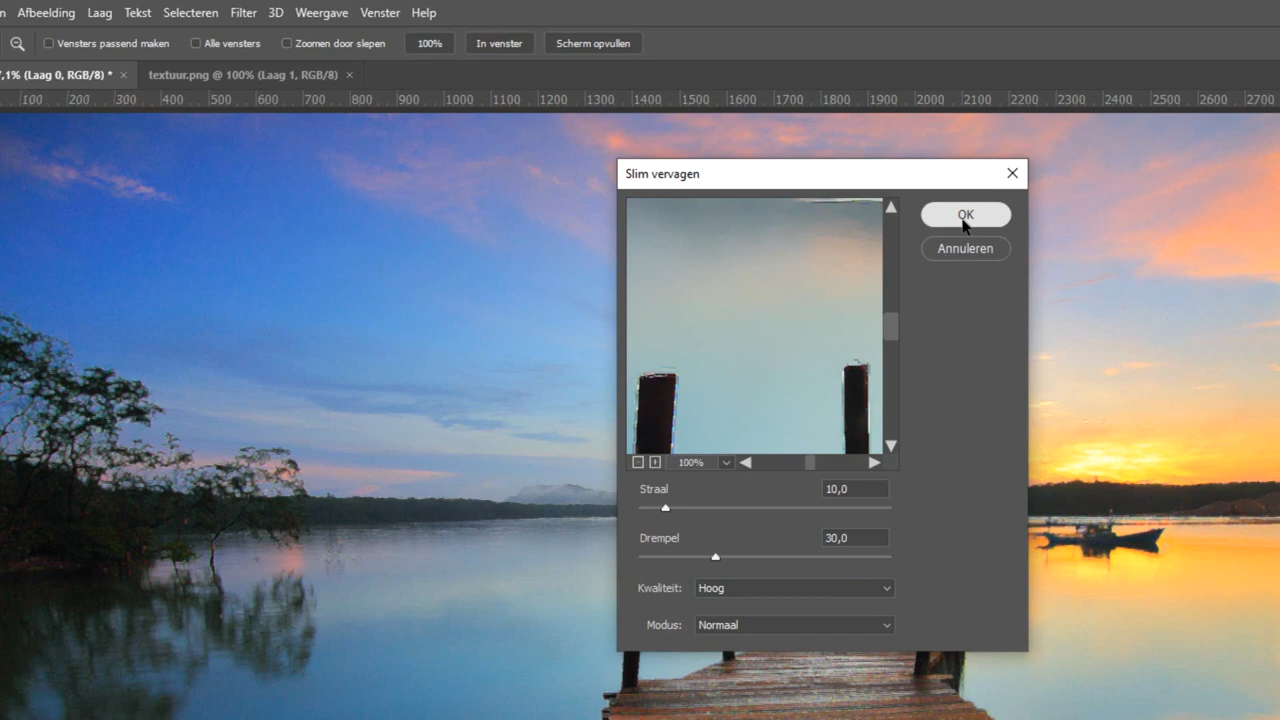 n Afbeelding Laag Tekst Selecteren Filter 3D Weergave Venster Help
Vensters passend maken Alle vensters Zoomen door slepen 100% In venster Scherm opvullen
,1% (Laag 0, RGB/8) * × textuur.png @ 100% (Laag 1, RGB/8) ×
100 200 300 400 500 600 700 800 900 1000 1100 1200 1300 1400 1500 1600 1700 1800 1900 2000 2100 2200 2300 2400 2500 2600 2700
Slim vervagen
OK
Annuleren
100%
Straal 10,0
Drempel 30,0
Kwaliteit: Hoog
Modus: Normaal